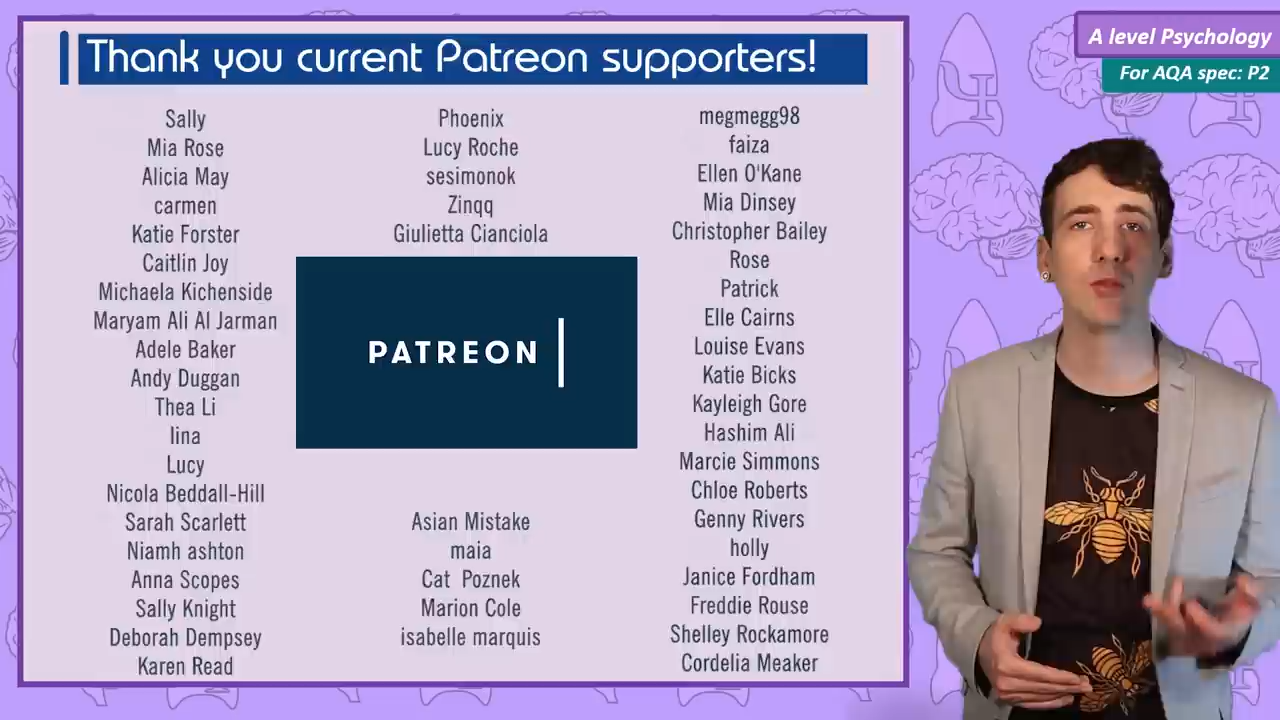 Thank you current Patreon supporters!
A level Psychology
For AQA spec: P2
Sally
Mia Rose
Alicia May
carmen
Katie Forster
Caitlin Joy
Michaela Kichenside
Maryam Ali Al Jarman
Adele Baker
Andy Duggan
Thea Li
Iina
Lucy
Nicola Beddall-Hill
Sarah Scarlett
Niamh ashton
Anna Scopes
Sally Knight
Deborah Dempsey
Karen Read
Phoenix
Lucy Roche
sesimonok
Zinqq
Giulietta Cianciola
PATREON
Asian Mistake
maia
Cat Poznek
Marion Cole
isabelle marquis
megmegg98
faiza
Ellen O'Kane
Mia Dinsey
Christopher Bailey
Rose
Patrick
Elle Cairns
Louise Evans
Katie Bicks
Kayleigh Gore
Hashim Ali
Marcie Simmons
Chloe Roberts
Genny Rivers
holly
Janice Fordham
Freddie Rouse
Shelley Rockamore
Cordelia Meaker